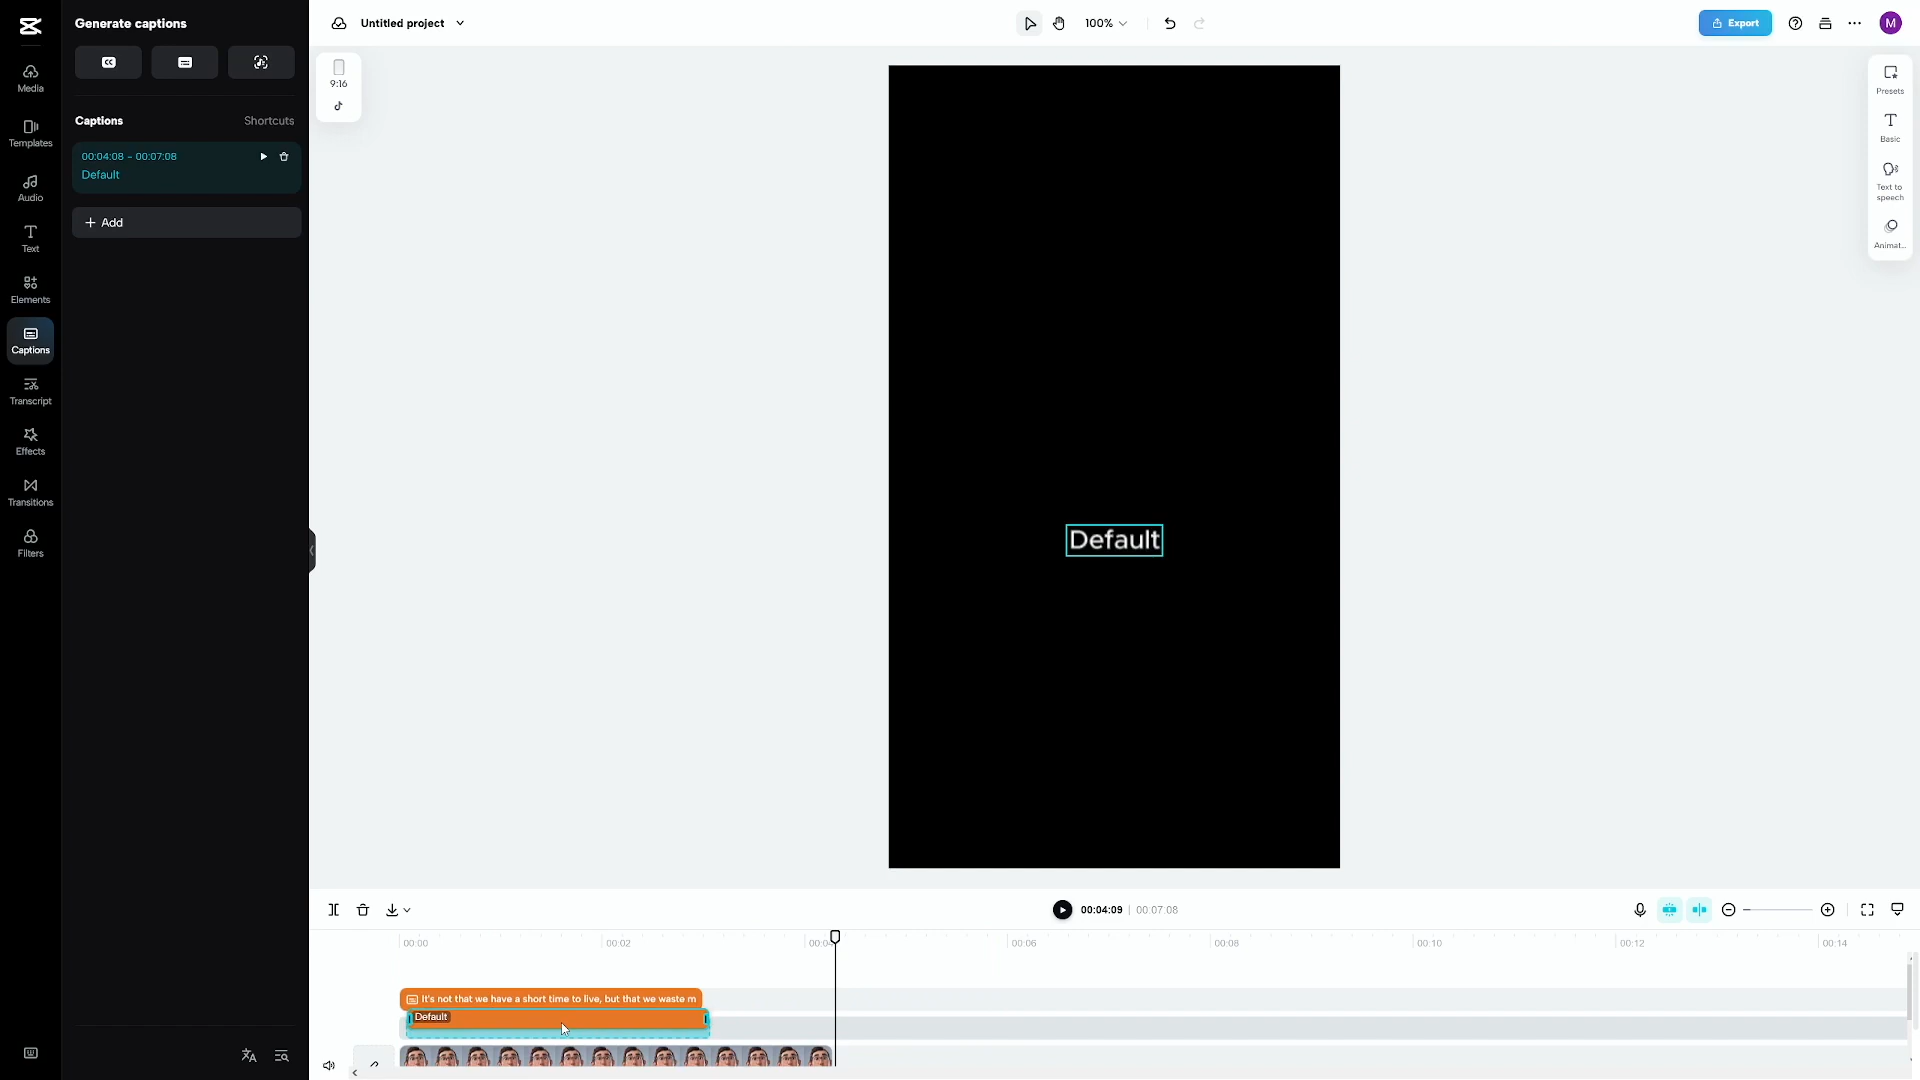 Generate captions
Untitled project
100%
Export
M
Media
Templates
Audio
Text
Elements
Captions
Transcript
Effects
Transitions
Filters
Captions
Shortcuts
00:04:08 - 00:07:08
Default
+ Add
9:16
Presets
Basic
Text to
speech
Animat...
Default
00:04:09 | 00:07:08
00:00
00:02
00:06
00:08
00:10
00:12
00:14
It's not that we have a short time to live, but that we waste m
Default